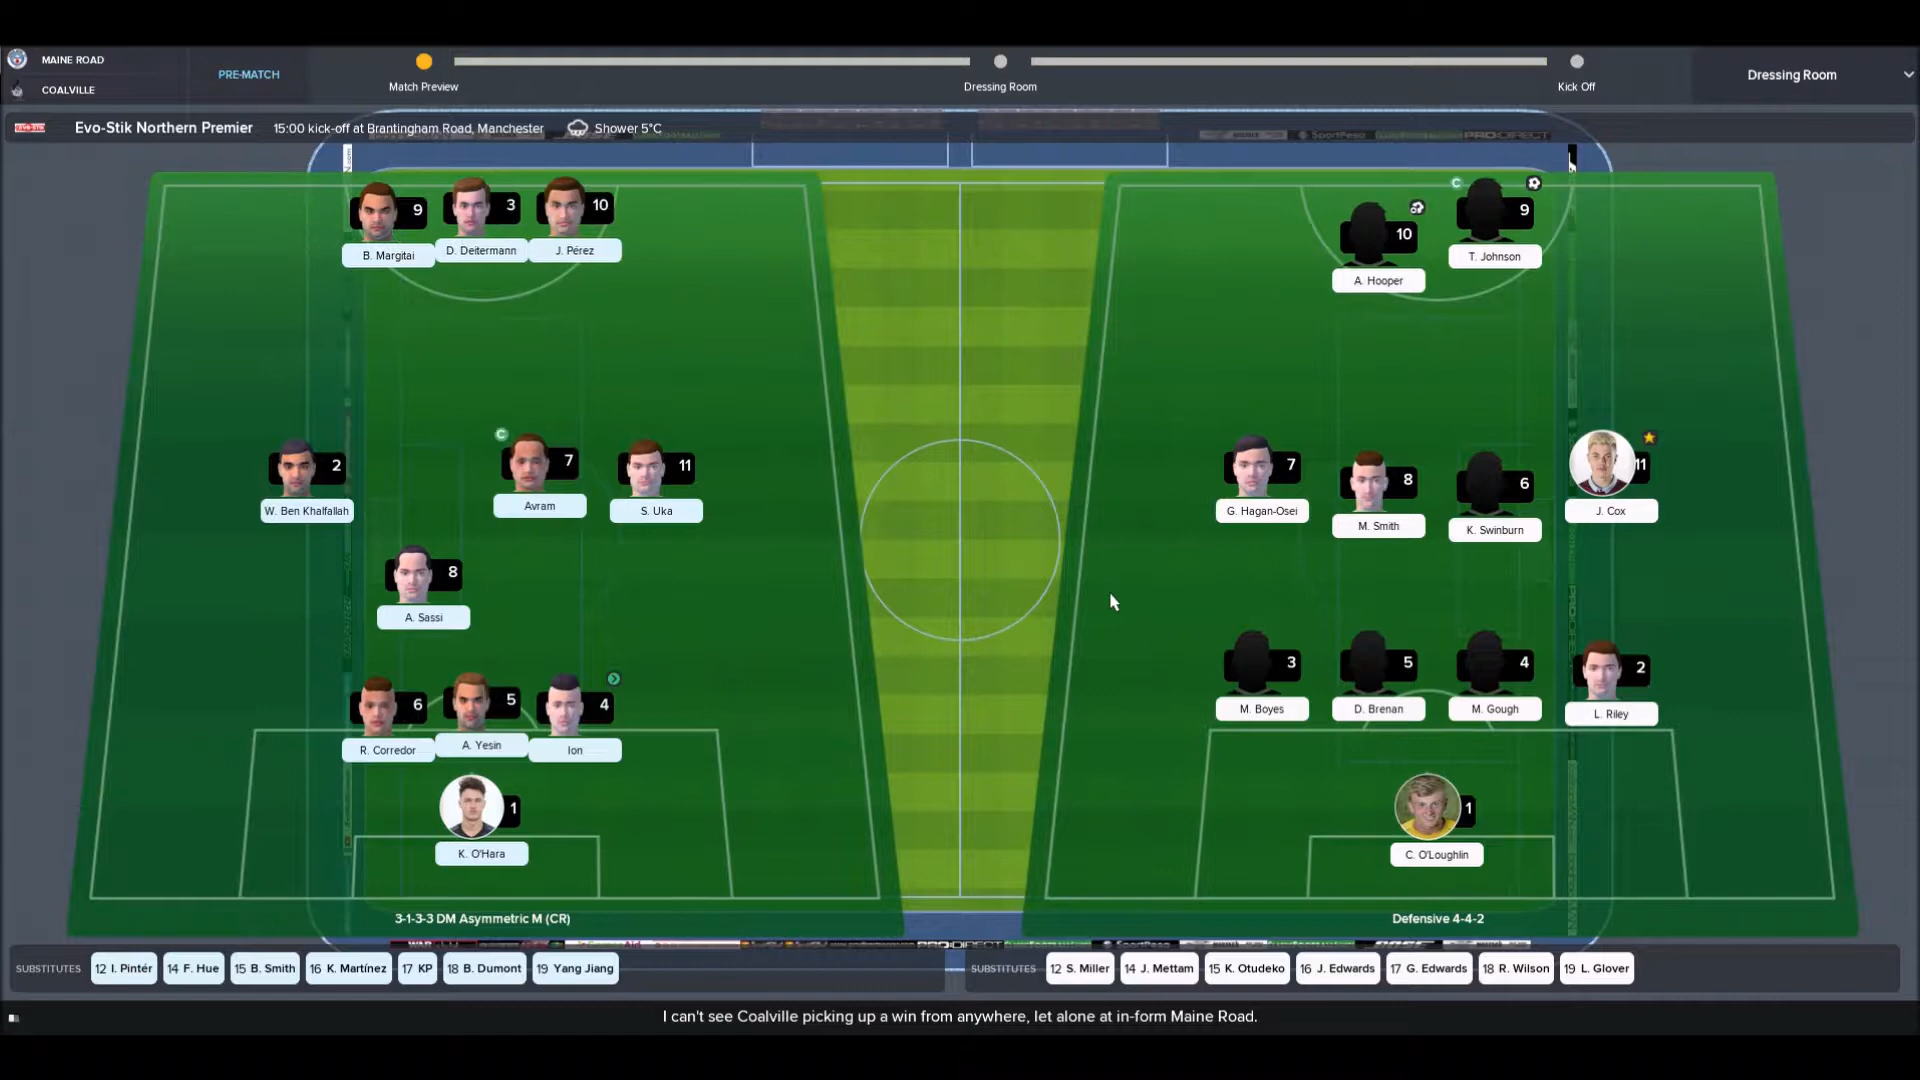 MAINE ROAD
COALVILLE
PRE-MATCH
Match Preview
Dressing Room
Kick Off
Dressing Room
Evo-Stik Northern Premier 15:00 kick-off at Brantingham Road, Manchester Shower 5°C
9
B. Margitai
3
D. Deitermann
10
J. Pérez
2
W. Ben Khalfallah
C
7
Avram
11
S. Uka
8
A. Sassi
6
R. Corredor
5
A. Yesin
4
Ion
1
K. O'Hara
3-1-3-3 DM Asymmetric M (CR)
10
A. Hooper
C
9
T. Johnson
7
G. Hagan-Osei
8
M. Smith
6
K. Swinburn
11
J. Cox
3
M. Boyes
5
D. Brenan
4
M. Gough
2
L. Riley
1
C. O'Loughlin
Defensive 4-4-2
PRO:DIRECT
SUBSTITUTES 12 I. Pintér 14 F. Hue 15 B. Smith 16 K. Martínez 17 KP 18 B. Dumont 19 Yang Jiang
SUBSTITUTES 12 S. Miller 14 J. Mettam 15 K. Otudeko 16 J. Edwards 17 G. Edwards 18 R. Wilson 19 L. Glover
I can't see Coalville picking up a win from anywhere, let alone at in-form Maine Road.